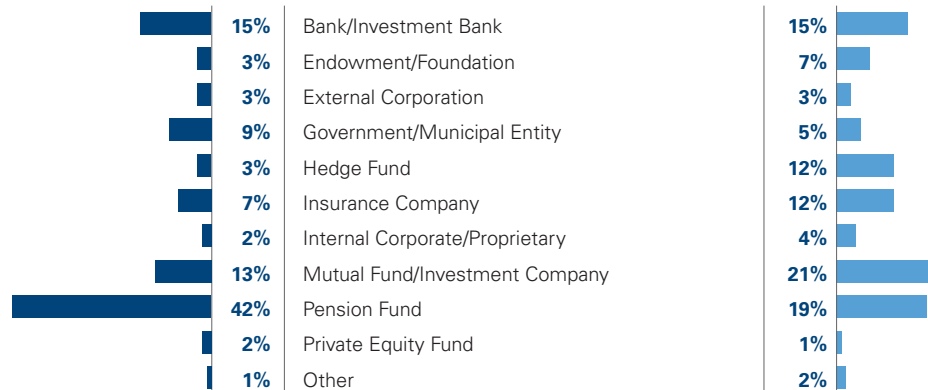 15% Bank/Investment Bank 15%
3% Endowment/Foundation 7%
3% External Corporation 3%
9% Government/Municipal Entity 5%
3% Hedge Fund 12%
7% Insurance Company 12%
2% Internal Corporate/Proprietary 4%
13% Mutual Fund/Investment Company 21%
42% Pension Fund 19%
2% Private Equity Fund 1%
1% Other 2%